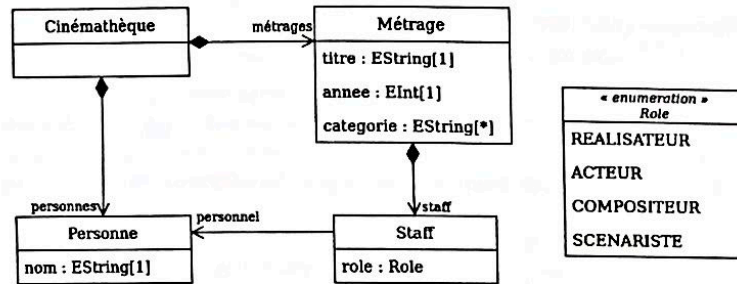 Cinémathèque
métrages
Métrage
titre : EString[1]
annee : EInt[1]
categorie : EString[*]
« enumeration »
Role
REALISATEUR
ACTEUR
COMPOSITEUR
SCENARISTE
personnes
personnel
staff
Personne
nom : EString[1]
Staff
role : Role